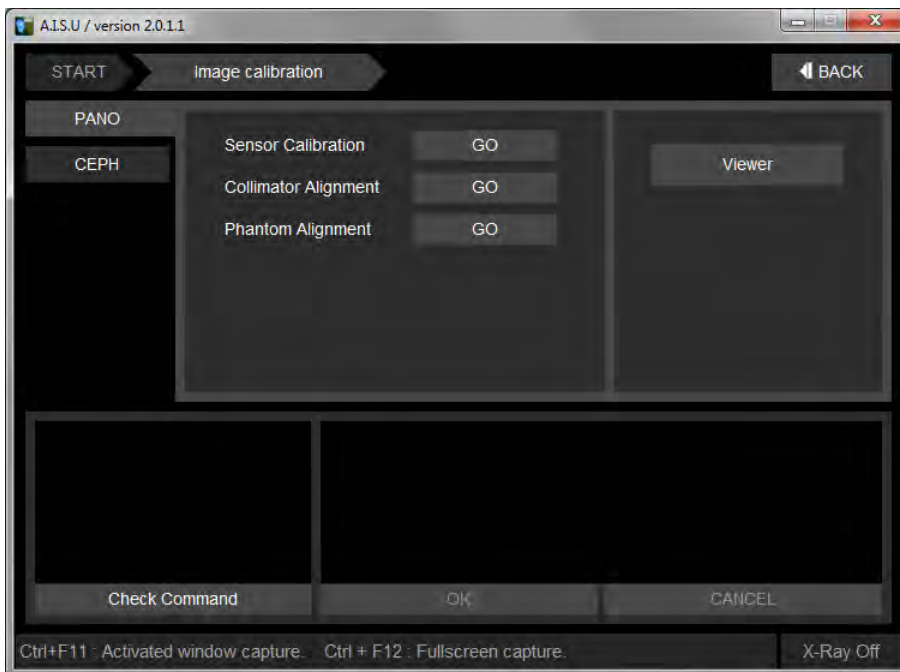 A.I.S.U / version 2.0.1.1
START Image calibration BACK
PANO
CEPH
Sensor Calibration GO
Collimator Alignment GO
Phantom Alignment GO
Viewer
Check Command OK CANCEL
Ctrl+F11 : Activated window capture. Ctrl + F12 : Fullscreen capture. X-Ray Off